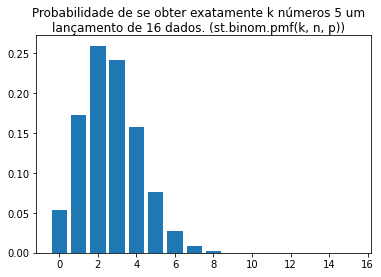 Probabilidade de se obter exatamente k números 5 um
lançamento de 16 dados. (st.binom.pmf(k, n, p))
0.25
0.20
0.15
0.10
0.05
0.00
0 2 4 6 8 10 12 14 16